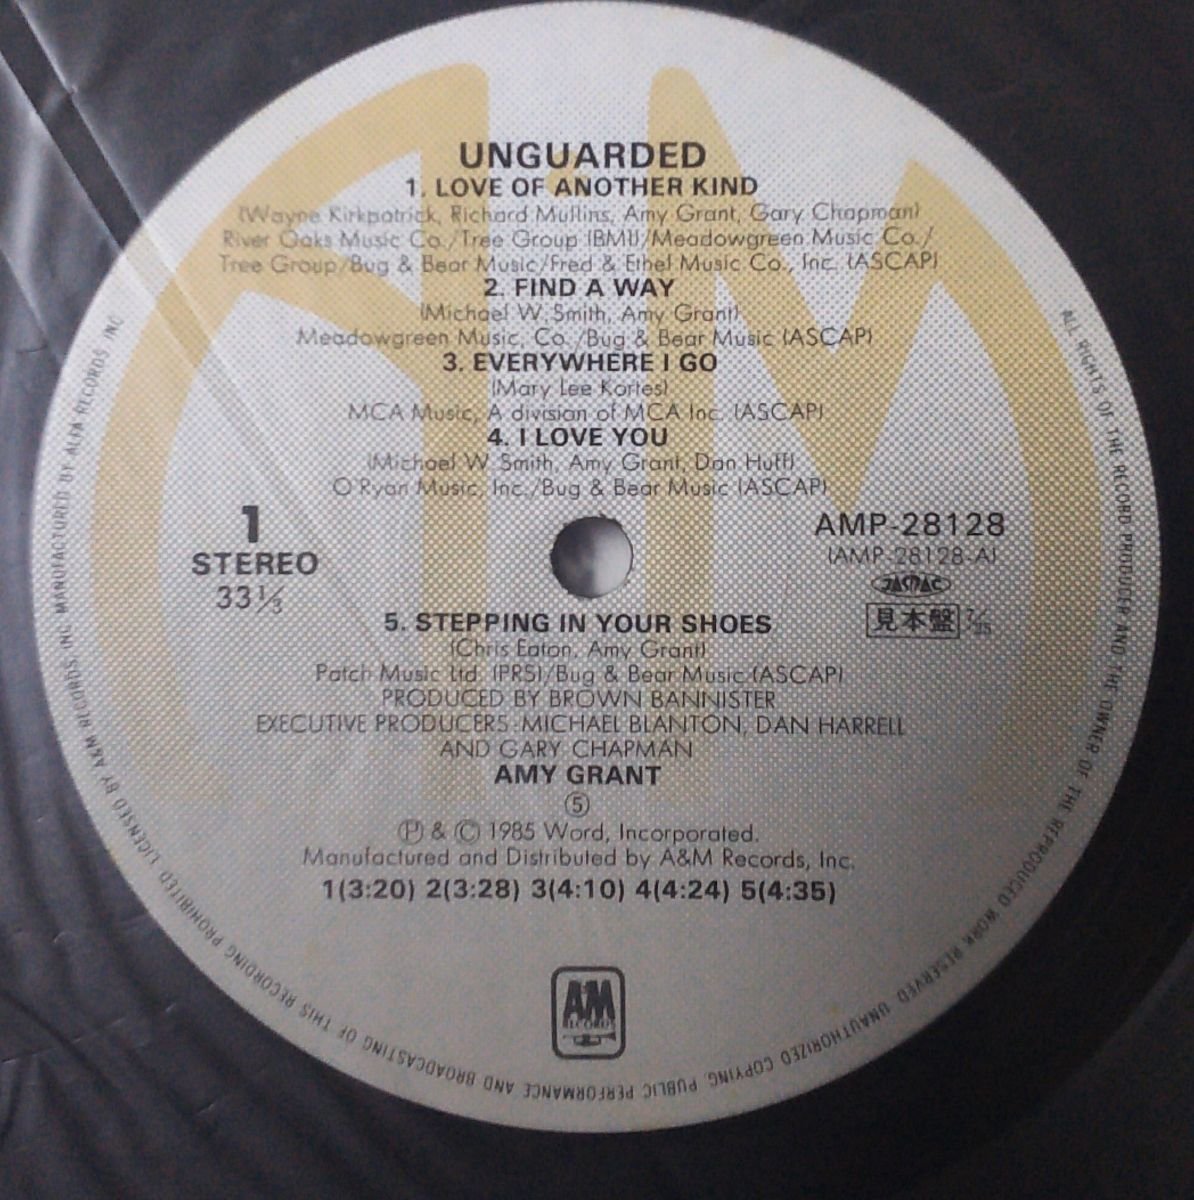 UNGUARDED
1. LOVE OF ANOTHER KIND
(Wayne Kirkpatrick, Richard Mullins, Amy Grant, Gary Chapman)
River Oaks Music Co./Tree Group (BMI)/Meadowgreen Music Co./
Tree Group/Bug & Bear Music/Fred & Ethel Music Co., Inc. (ASCAP)
2. FIND A WAY
(Michael W. Smith, Amy Grant)
Meadowgreen Music, Co./Bug & Bear Music (ASCAP)
3. EVERYWHERE I GO
(Mary Lee Kortes)
MCA Music, A division of MCA Inc. (ASCAP)
4. I LOVE YOU
(Michael W. Smith, Amy Grant, Dan Huff)
O'Ryan Music, Inc./Bug & Bear Music (ASCAP)
1
STEREO
33⅓
AMP-28128
(AMP-28128-A)
JASRAC
見本盤
5. STEPPING IN YOUR SHOES
(Chris Eaton, Amy Grant)
Patch Music Ltd. (PRS)/Bug & Bear Music (ASCAP)
PRODUCED BY BROWN BANNISTER
EXECUTIVE PRODUCERS: MICHAEL BLANTON, DAN HARRELL
AND GARY CHAPMAN
AMY GRANT
⑤
Ⓟ & Ⓒ 1985 Word, Incorporated.
Manufactured and Distributed by A&M Records, Inc.
1(3:20) 2(3:28) 3(4:10) 4(4:24) 5(4:35)
A&M
RECORDS
ALL RIGHTS OF THE RECORD PRODUCER AND THE OWNER OF THE REPRODUCED WORK RESERVED. UNAUTHORIZED COPYING, PUBLIC PERFORMANCE AND BROADCASTING OF THIS RECORDING PROHIBITED. LICENSED BY A&M RECORDS, INC. MANUFACTURED BY ALFA RECORDS INC.